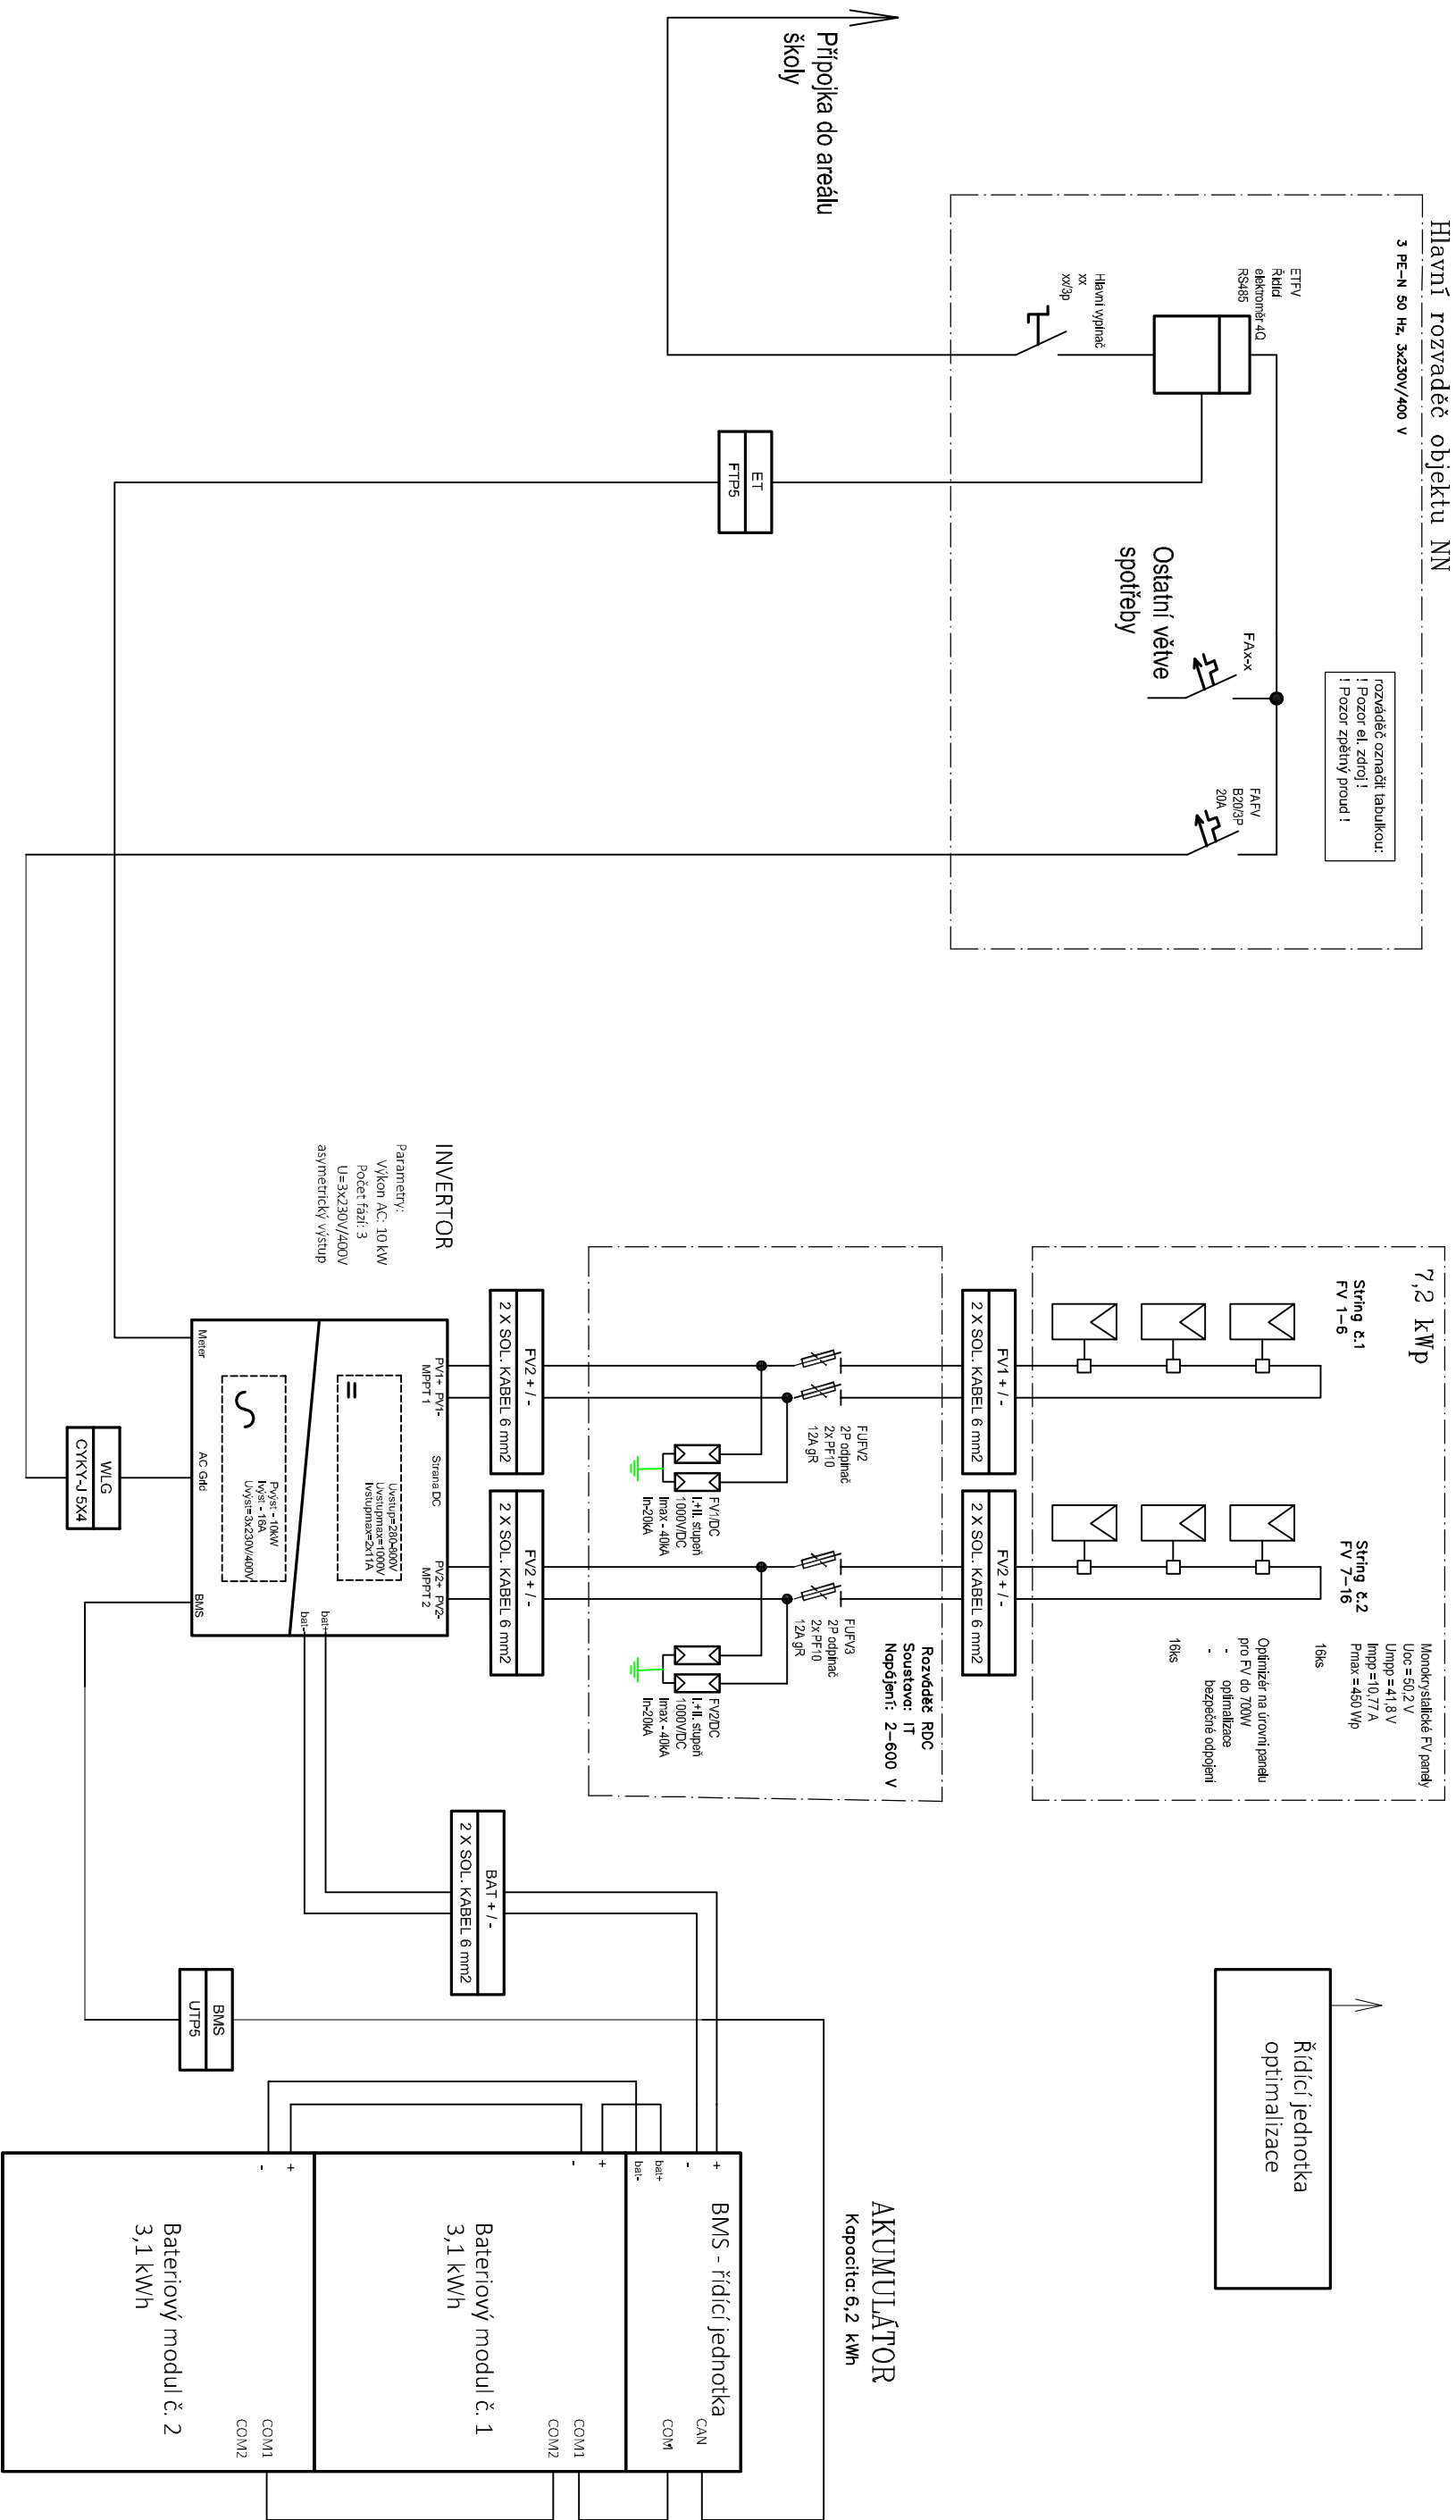 Hlavní rozvaděč objektu NN
3 PE-N 50 Hz, 3x230V/400 V
ETFV
Řídící
elektroměr 4Q
RS485
Hlavní vypínač
xx
xx/3p
Přípojka do areálu
školy
rozváděč označit tabulkou:
! Pozor el. zdroj !
! Pozor zpětný proud !
FAx-x
Ostatní větve
spotřeby
FAFV
B20/3P
20A
ET
FTP5
7,2 kWp
String č.1
FV 1-6
String č.2
FV 7-16
Monokrystalické FV panely
Uoc = 50,2 V
Umpp = 41,8 V
Impp = 10,77 A
Pmax = 450 Wp
16ks
Optimizér na úrovni panelu
pro FV do 700W
- optimalizace
- bezpečné odpojení
16ks
FV1 + / -
2 X SOL. KABEL 6 mm2
FV2 + / -
2 X SOL. KABEL 6 mm2
Rozváděč RDC
Soustava: IT
Napájení: 2-600 V
FUFV2
2P odpínač
2x PF10
12A gR
FUFV3
2P odpínač
2x PF10
12A gR
FV1/DC
I.+II. stupeň
1000V/DC
Imax - 40kA
In-20kA
FV2/DC
I.+II. stupeň
1000V/DC
Imax - 40kA
In-20kA
FV2 + / -
2 X SOL. KABEL 6 mm2
FV2 + / -
2 X SOL. KABEL 6 mm2
INVERTOR
Parametry:
Výkon AC: 10 kW
Počet fází: 3
U=3x230V/400V
asymetrický výstup
PV1+ PV1-
MPPT 1
Strana DC
PV2+ PV2-
MPPT 2
Uvstup=280-800V
Uvstupmax=1000V
Ivstupmax=2x11A
bat+
bat-
Pvýst - 10kW
Ivýst - 16A
Uvýst=3x230V/400V
Meter
AC Grid
BMS
WLG
CYKY-J 5X4
BAT + / -
2 X SOL. KABEL 6 mm2
BMS
UTP5
Řídící jednotka
optimalizace
AKUMULÁTOR
Kapacita: 6,2 kWh
+
-
bat+
bat-
BMS - řídící jednotka
CAN
COM
+
-
Bateriový modul č. 1
3,1 kWh
COM1
COM2
+
-
Bateriový modul č. 2
3,1 kWh
COM1
COM2